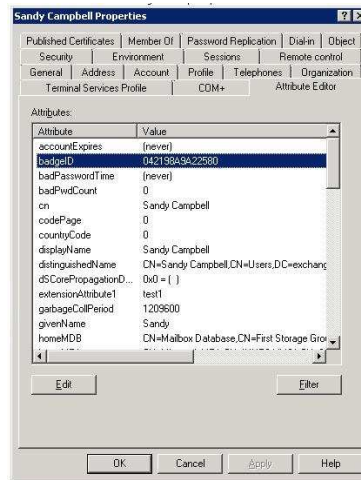 Sandy Campbell Properties
Published Certificates Member Of Password Replication Dial-in Object
Security Environment Sessions Remote control
General Address Account Profile Telephones Organization
Terminal Services Profile COM+ Attribute Editor
Attributes:
Attribute Value
accountExpires (never)
badgeID 042198A9A22580
badPasswordTime (never)
badPwdCount 0
cn Sandy Campbell
codePage 0
countryCode 0
displayName Sandy Campbell
distinguishedName CN=Sandy Campbell,CN=Users,DC=exchang
dSCorePropagationD... 0x0 = ( )
extensionAttribute1 test1
garbageCollPeriod 1209600
givenName Sandy
homeMDB CN=Mailbox Database,CN=First Storage Grou
Edit Filter
OK Cancel Apply Help